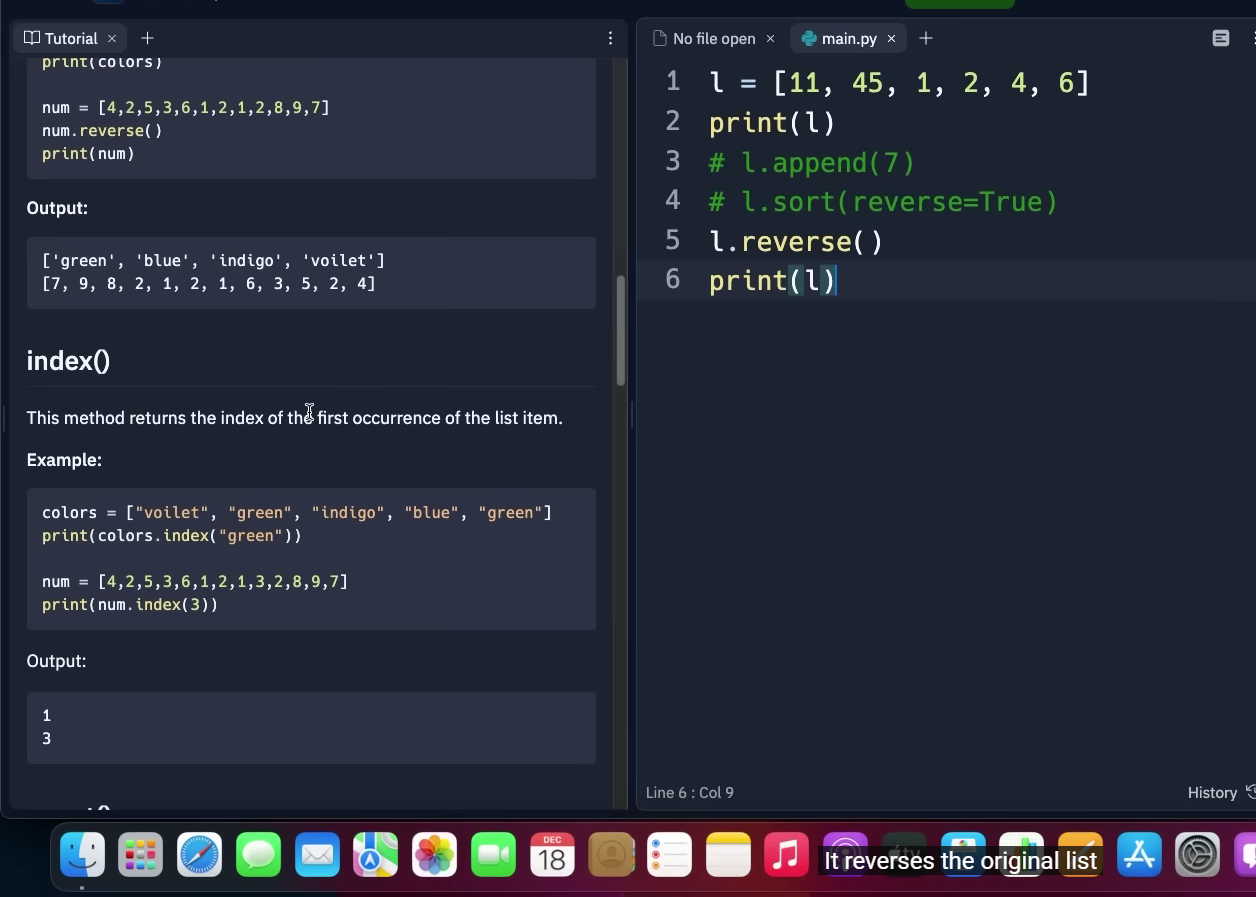 Tutorial
print(colors)
num = [4,2,5,3,6,1,2,1,2,8,9,7]
num.reverse()
print(num)
Output:
['green', 'blue', 'indigo', 'voilet']
[7, 9, 8, 2, 1, 2, 1, 6, 3, 5, 2, 4]
index()
This method returns the index of the first occurrence of the list item.
Example:
colors = ["voilet", "green", "indigo", "blue", "green"]
print(colors.index("green"))
num = [4,2,5,3,6,1,2,1,3,2,8,9,7]
print(num.index(3))
Output:
1
3
No file open
main.py
1 l = [11, 45, 1, 2, 4, 6]
2 print(l)
3 # l.append(7)
4 # l.sort(reverse=True)
5 l.reverse()
6 print(l)
Line 6 : Col 9
History
DEC
18
It reverses the original list